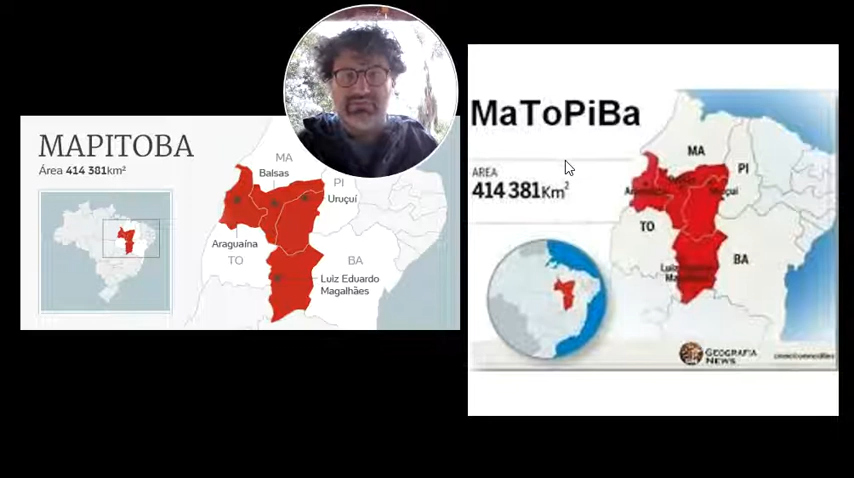 MAPITOBA
Área 414 381km²
MA
Balsas
PI
Uruçuí
Araguaína
TO
BA
Luiz Eduardo
Magalhães
MaToPiBa
ÁREA
414 381Km²
MA
PI
TO
BA
GEOGRAFIA
NEWS